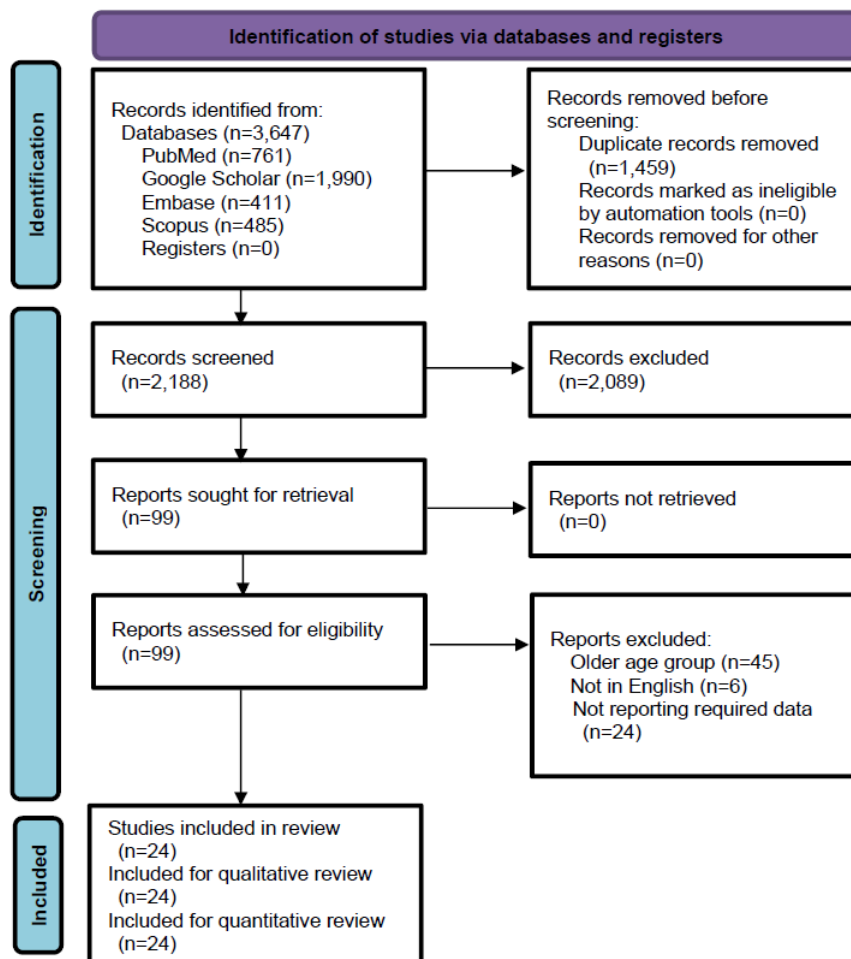 Identification of studies via databases and registers
Identification
Records identified from:
Databases (n=3,647)
PubMed (n=761)
Google Scholar (n=1,990)
Embase (n=411)
Scopus (n=485)
Registers (n=0)
Records removed before
screening:
Duplicate records removed
(n=1,459)
Records marked as ineligible
by automation tools (n=0)
Records removed for other
reasons (n=0)
Screening
Records screened
(n=2,188)
Records excluded
(n=2,089)
Reports sought for retrieval
(n=99)
Reports not retrieved
(n=0)
Reports assessed for eligibility
(n=99)
Reports excluded:
Older age group (n=45)
Not in English (n=6)
Not reporting required data
(n=24)
Included
Studies included in review
(n=24)
Included for qualitative review
(n=24)
Included for quantitative review
(n=24)